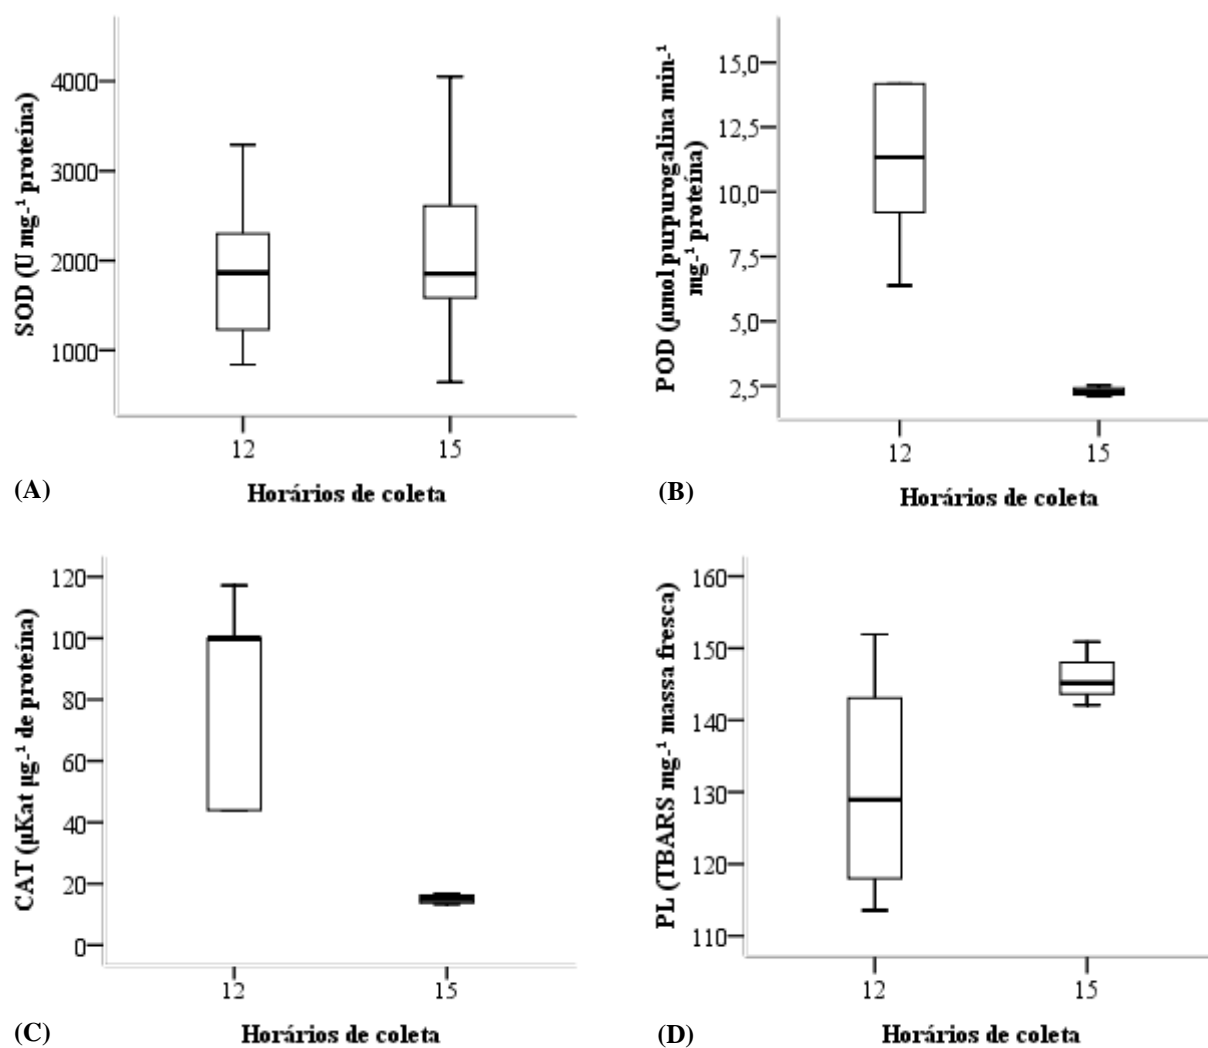 SOD (U mg-¹ proteína)
4000
3000
2000
1000
12
15
Horários de coleta
(A)
POD (µmol purpurogalina min-¹
mg-¹ proteína)
15,0
12,5
10,0
7,5
5,0
2,5
12
15
Horários de coleta
(B)
CAT (µKat µg-¹ de proteína)
120
100
80
60
40
20
0
12
15
Horários de coleta
(C)
PL (TBARS mg-¹ massa fresca)
160
150
140
130
120
110
12
15
Horários de coleta
(D)